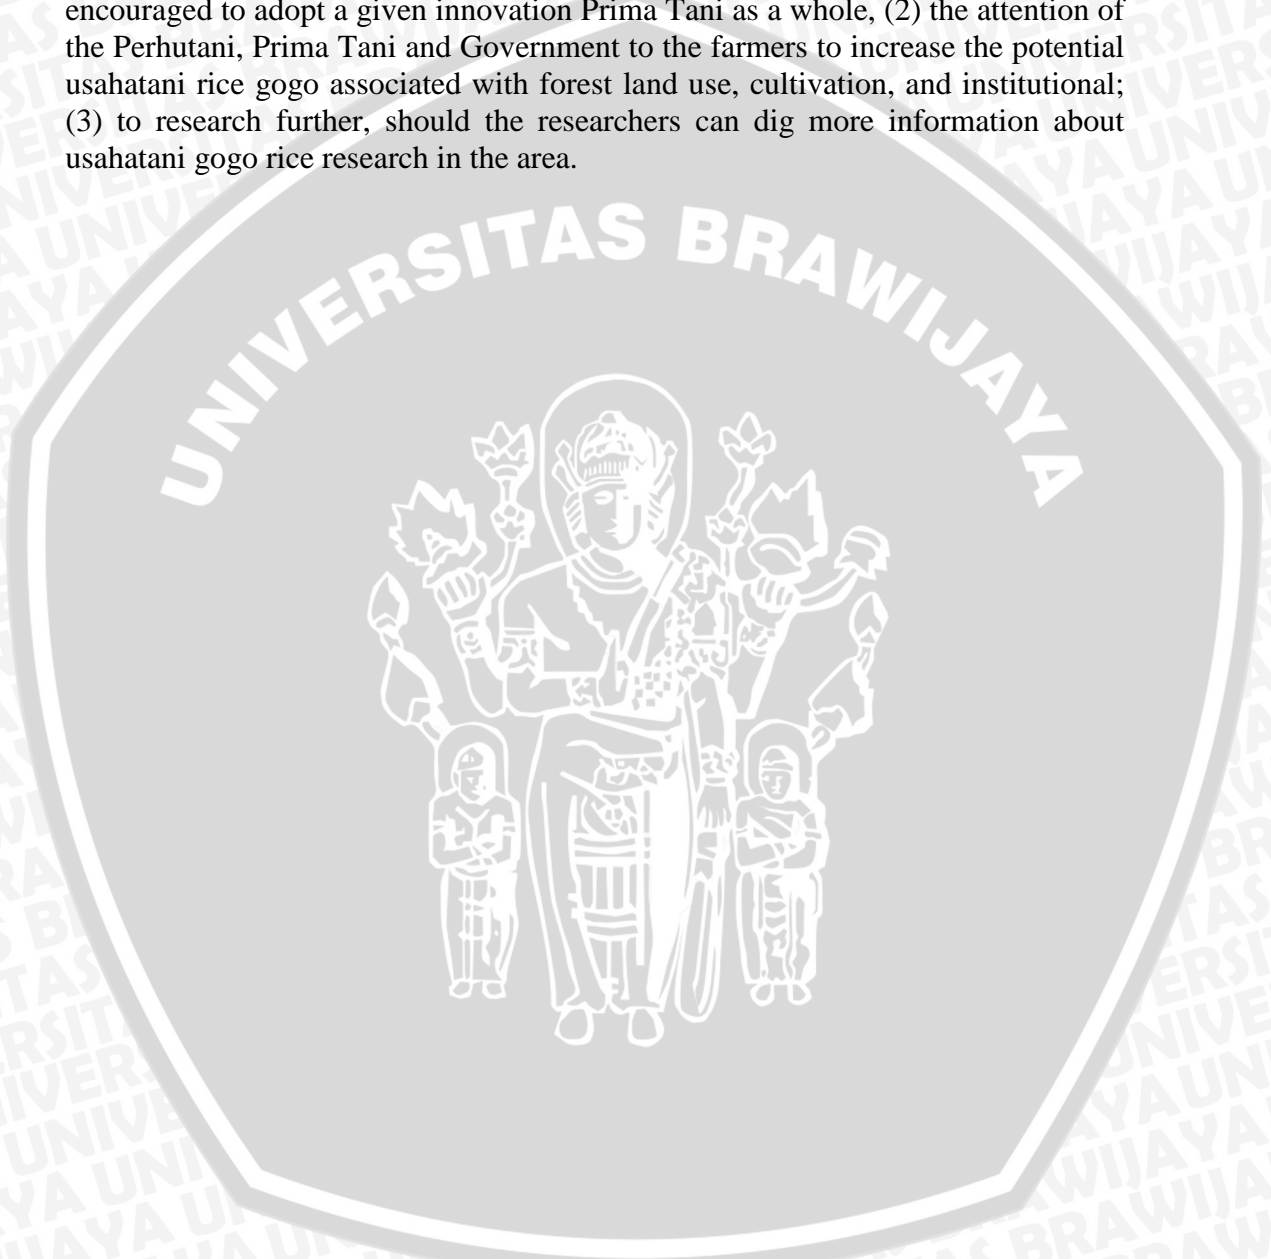 encouraged to adopt a given innovation Prima Tani as a whole, (2) the attention of
the Perhutani, Prima Tani and Government to the farmers to increase the potential
usahatani rice gogo associated with forest land use, cultivation, and institutional;
(3) to research further, should the researchers can dig more information about
usahatani gogo rice research in the area.
UNIVERSITAS BRAWIJAYA